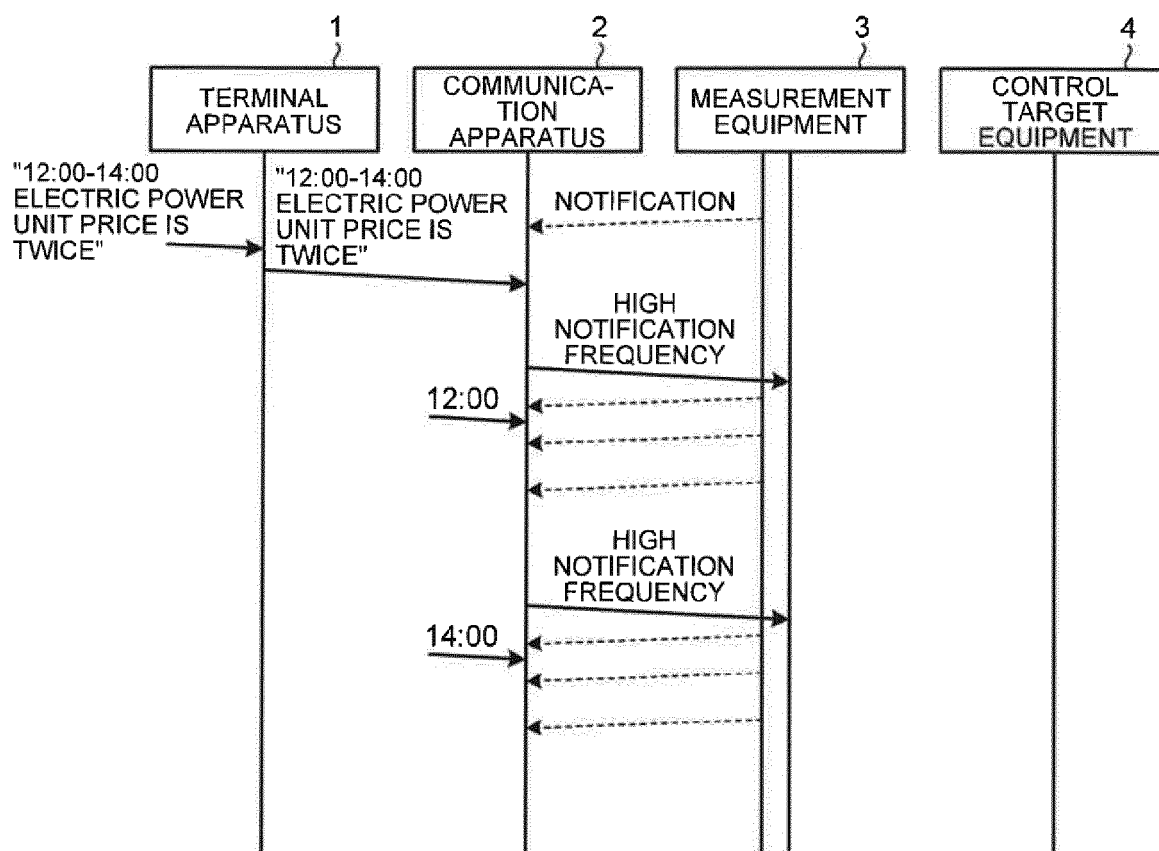 1
2
3
4
TERMINAL
APPARATUS
COMMUNICA-
TION
APPARATUS
MEASUREMENT
EQUIPMENT
CONTROL
TARGET
EQUIPMENT
"12:00-14:00
ELECTRIC POWER
UNIT PRICE IS
TWICE"
"12:00-14:00
ELECTRIC POWER
UNIT PRICE IS
TWICE"
NOTIFICATION
HIGH
NOTIFICATION
FREQUENCY
12:00
HIGH
NOTIFICATION
FREQUENCY
14:00